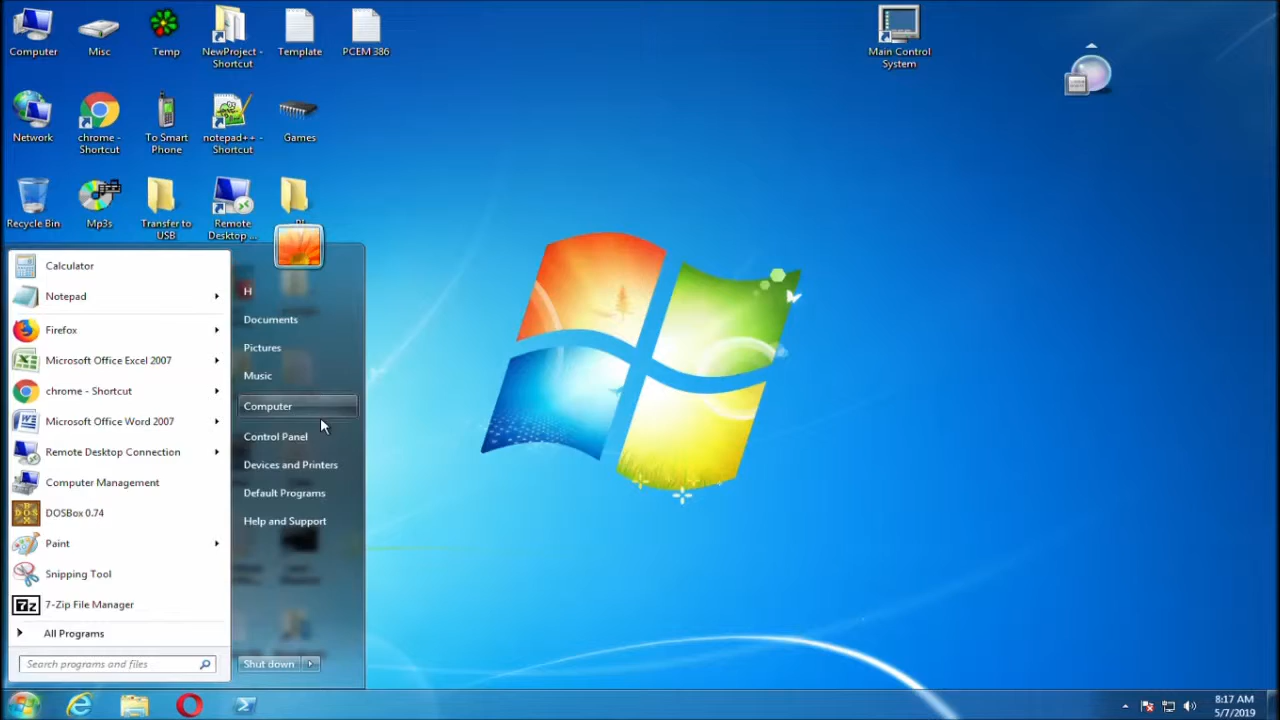 Computer
Misc
Temp
NewProject -
Shortcut
Template
PCEM 386
Main Control
System
Network
chrome -
Shortcut
To Smart
Phone
notepad++ -
Shortcut
Games
Recycle Bin
Mp3s
Transfer to
USB
Remote
Desktop ...
Calculator
Notepad
Firefox
Microsoft Office Excel 2007
chrome - Shortcut
Microsoft Office Word 2007
Remote Desktop Connection
Computer Management
DOSBox 0.74
Paint
Snipping Tool
7z
7-Zip File Manager
All Programs
Search programs and files
H
Documents
Pictures
Music
Computer
Control Panel
Devices and Printers
Default Programs
Help and Support
Shut down
8:17 AM
5/7/2019